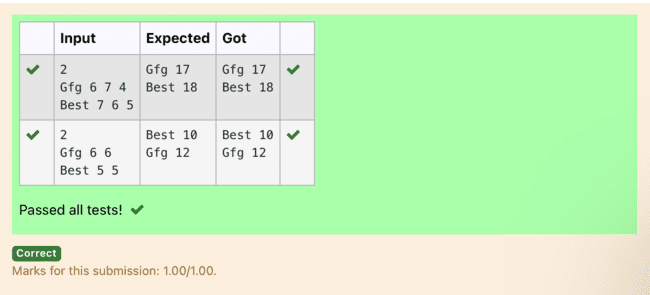 Input Expected Got
2 Gfg 17 Gfg 17
Gfg 6 7 4 Best 18 Best 18
Best 7 6 5
2 Best 10 Best 10
Gfg 6 6 Gfg 12 Gfg 12
Best 5 5
Passed all tests!
Correct
Marks for this submission: 1.00/1.00.